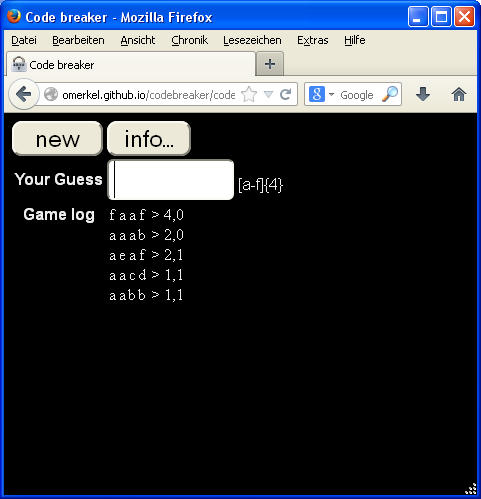 Code breaker - Mozilla Firefox
Datei Bearbeiten Ansicht Chronik Lesezeichen Extras Hilfe
Code breaker
omerkel.github.io/codebreaker/code
Google
new info...
Your Guess [a-f]{4}
Game log f a a f > 4,0
a a a b > 2,0
a e a f > 2,1
a a c d > 1,1
a a b b > 1,1